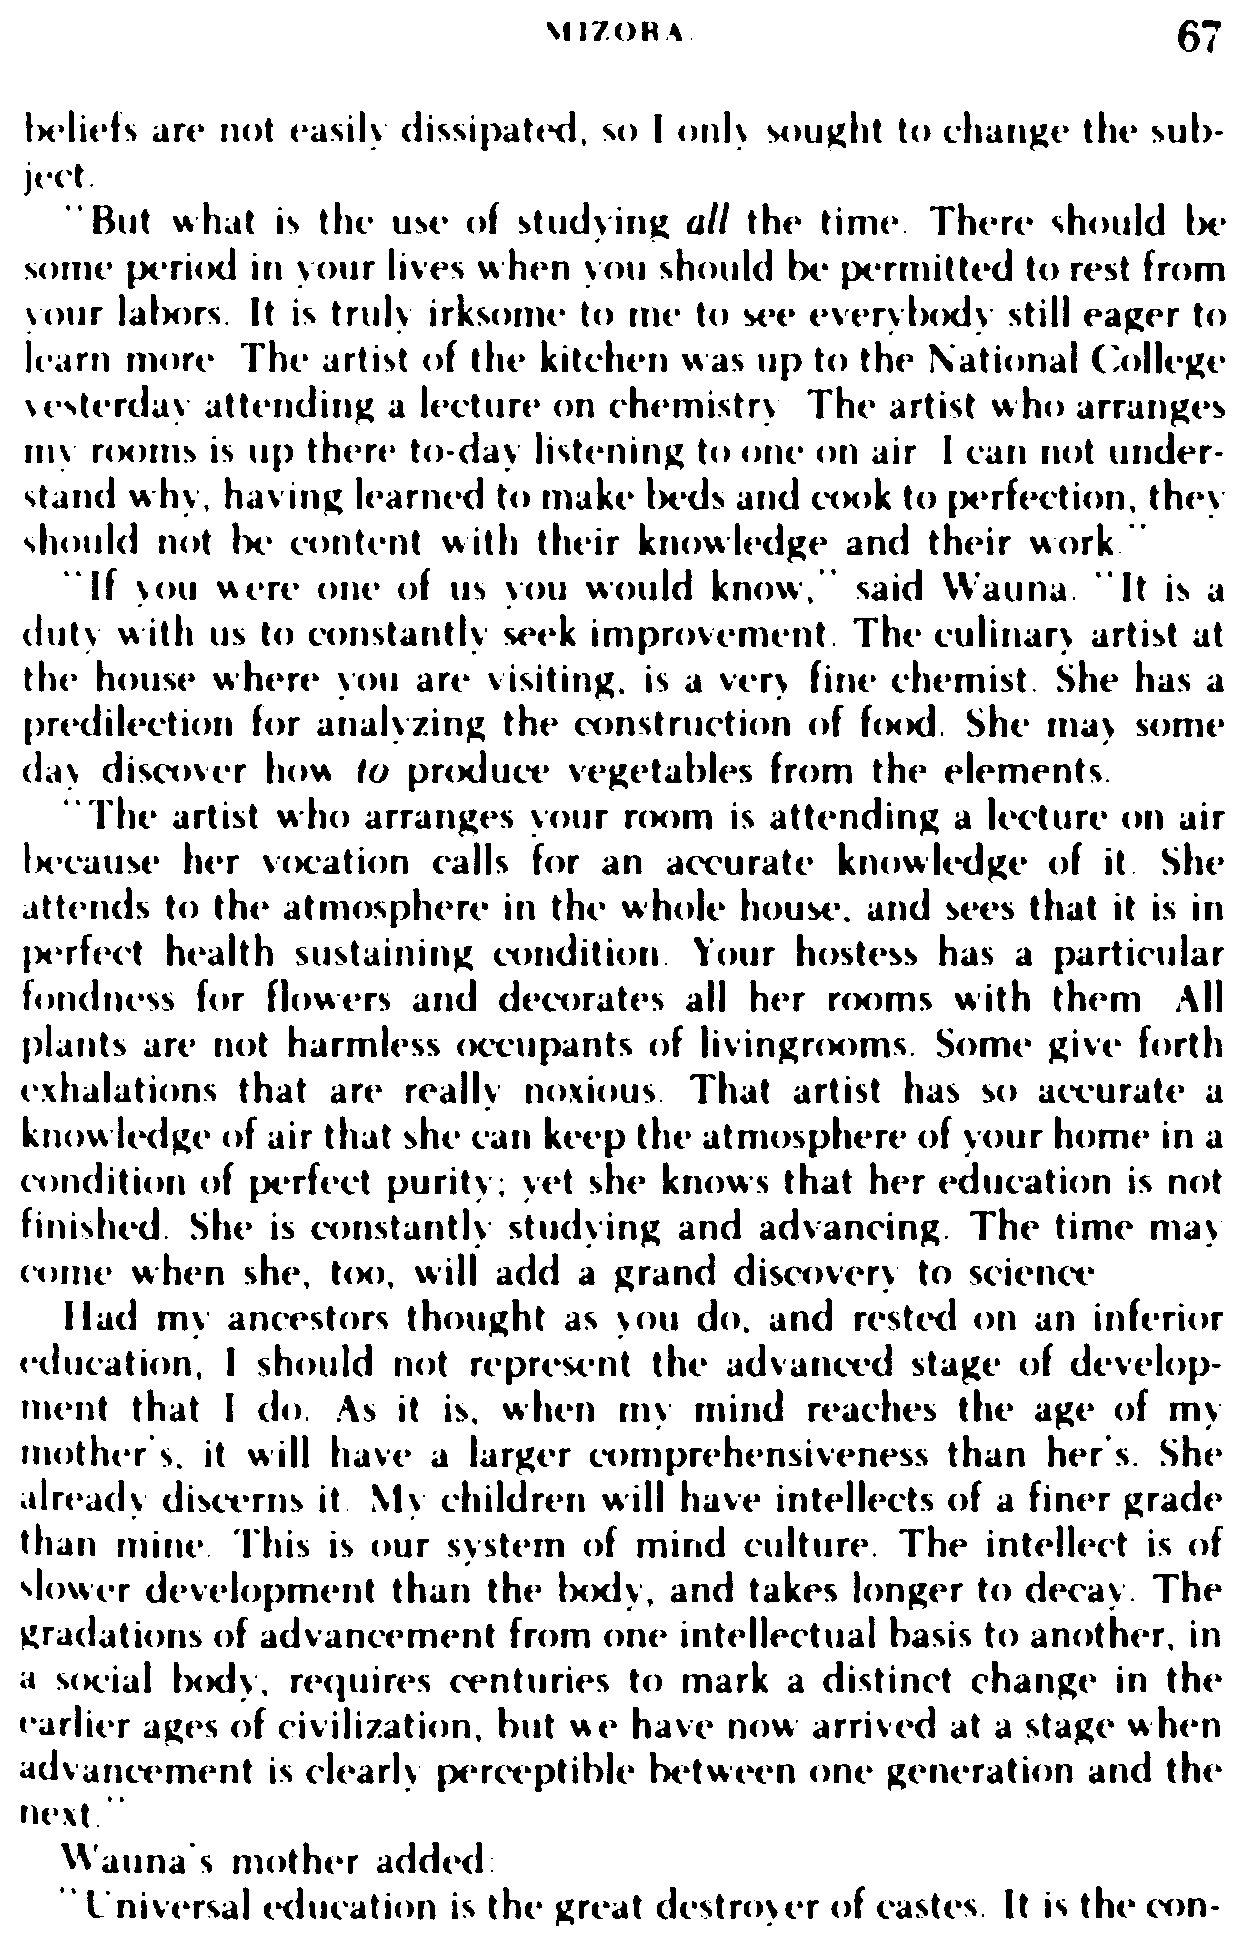 MIZORA. 67
beliefs are not easily dissipated, so I only sought to change the sub-
ject.
"But what is the use of studying all the time. There should be
some period in your lives when you should be permitted to rest from
your labors. It is truly irksome to me to see everybody still eager to
learn more The artist of the kitchen was up to the National College
yesterday attending a lecture on chemistry The artist who arranges
my rooms is up there to-day listening to one on air I can not under-
stand why, having learned to make beds and cook to perfection, they
should not be content with their knowledge and their work."
"If you were one of us you would know," said Wauna. "It is a
duty with us to constantly seek improvement. The culinary artist at
the house where you are visiting, is a very fine chemist. She has a
predilection for analyzing the construction of food. She may some
day discover how to produce vegetables from the elements.
"The artist who arranges your room is attending a lecture on air
because her vocation calls for an accurate knowledge of it. She
attends to the atmosphere in the whole house, and sees that it is in
perfect health sustaining condition. Your hostess has a particular
fondness for flowers and decorates all her rooms with them All
plants are not harmless occupants of livingrooms. Some give forth
exhalations that are really noxious. That artist has so accurate a
knowledge of air that she can keep the atmosphere of your home in a
condition of perfect purity; yet she knows that her education is not
finished. She is constantly studying and advancing. The time may
come when she, too, will add a grand discovery to science
Had my ancestors thought as you do, and rested on an inferior
education, I should not represent the advanced stage of develop-
ment that I do. As it is, when my mind reaches the age of my
mother's, it will have a larger comprehensiveness than her's. She
already discerns it. My children will have intellects of a finer grade
than mine. This is our system of mind culture. The intellect is of
slower development than the body, and takes longer to decay. The
gradations of advancement from one intellectual basis to another, in
a social body, requires centuries to mark a distinct change in the
earlier ages of civilization, but we have now arrived at a stage when
advancement is clearly perceptible between one generation and the
next."
Wauna's mother added:
"Universal education is the great destroyer of castes. It is the con-